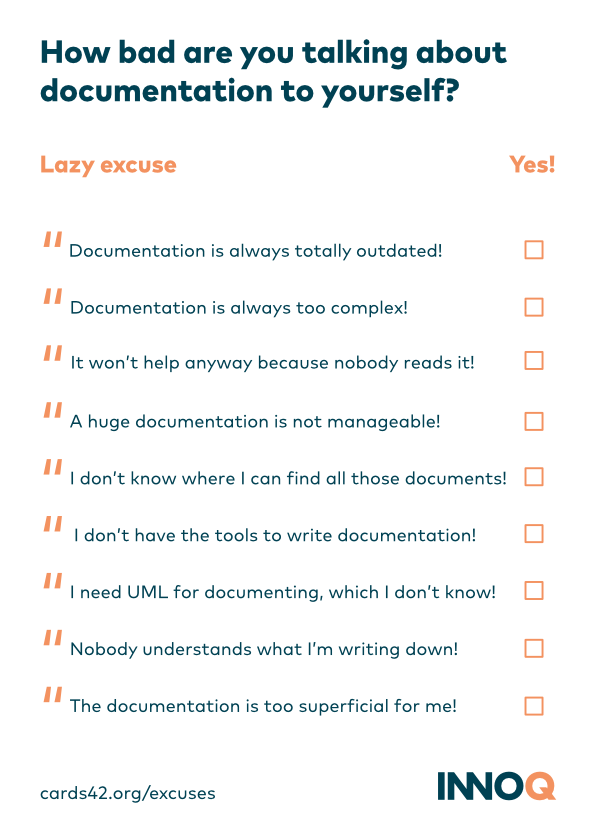 How bad are you talking about
documentation to yourself?
Lazy excuse Yes!
" Documentation is always totally outdated!
" Documentation is always too complex!
" It won’t help anyway because nobody reads it!
" A huge documentation is not manageable!
" I don’t know where I can find all those documents!
" I don’t have the tools to write documentation!
" I need UML for documenting, which I don’t know!
" Nobody understands what I’m writing down!
" The documentation is too superficial for me!
cards42.org/excuses INNOQ